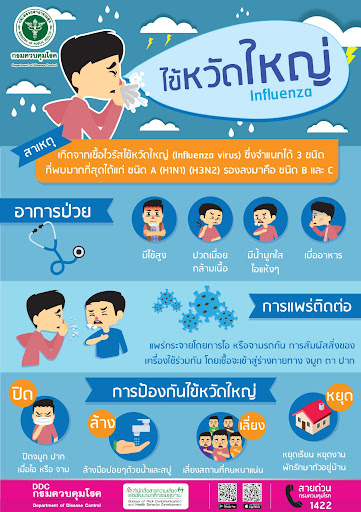 กรมควบคุมโรค
Department of Disease Control
ไข้หวัดใหญ่
Influenza
สาเหตุ
เกิดจากเชื้อไวรัสไข้หวัดใหญ่ (Influenza virus) ซึ่งจำแนกได้ 3 ชนิด
ที่พบมากที่สุดได้แก่ ชนิด A (H1N1) (H3N2) รองลงมาคือ ชนิด B และ C
อาการป่วย
มีไข้สูง
ปวดเมื่อย
กล้ามเนื้อ
มีน้ำมูกใส
ไอแห้งๆ
เบื่ออาหาร
การแพร่ติดต่อ
แพร่กระจายโดยการไอ หรือจามรดกัน การสัมผัสสิ่งของ
เครื่องใช้ร่วมกัน โดยเชื้อจะเข้าสู่ร่างกายทาง จมูก ตา ปาก
การป้องกันไข้หวัดใหญ่
ปิด
ปิดจมูก ปาก
เมื่อไอ หรือ จาม
ล้าง
ล้างมือบ่อยๆด้วยน้ำและสบู่
เลี่ยง
เลี่ยงสถานที่คนหนาแน่น
หยุด
หยุดเรียน หยุดงาน
พักรักษาตัวอยู่บ้าน
DDC
กรมควบคุมโรค
Department of Disease Control
Bureau of Risk Communication
and Health Behavior Development
สายด่วน
กรมควบคุมโรค
1422